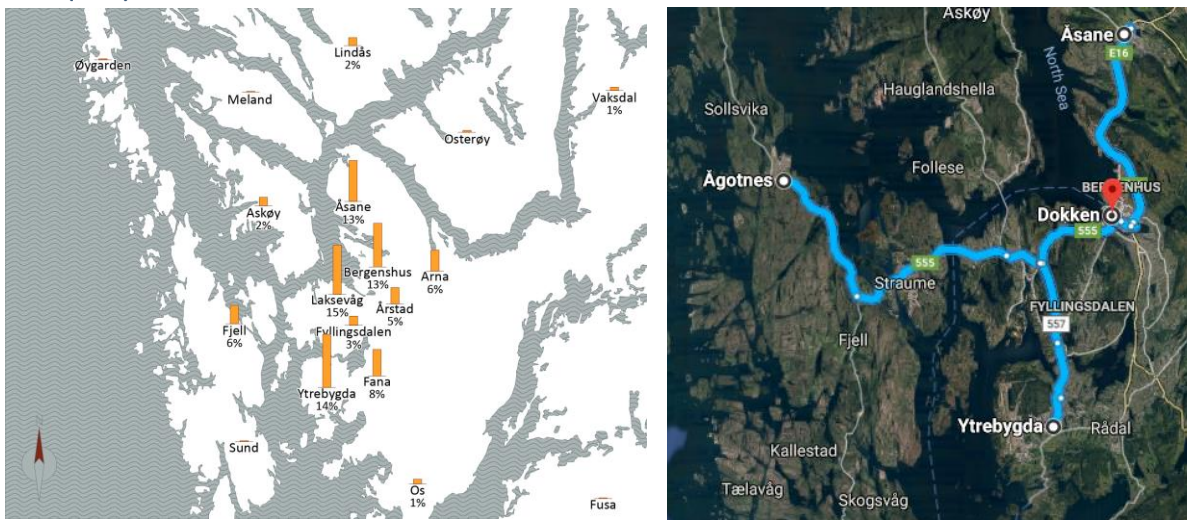 Øygarden
Lindås
2%
Meland
Vaksdal
1%
Osterøy
Askøy
2%
Åsane
13%
Bergenshus
13%
Arna
6%
Laksevåg
15%
Årstad
5%
Fjell
6%
Fyllingsdalen
3%
Ytrebygda
14%
Fana
8%
Sund
Os
1%
Fusa
Askøy
Åsane
E16
North Sea
Hauglandshella
Sollsvika
Follese
Ågotnes
BERGENHUS
Dokken
555
555
Straume
FYLLINGSDALEN
557
Fjell
Ytrebygda
Rådal
Kallestad
Tælavåg
Skogsvåg